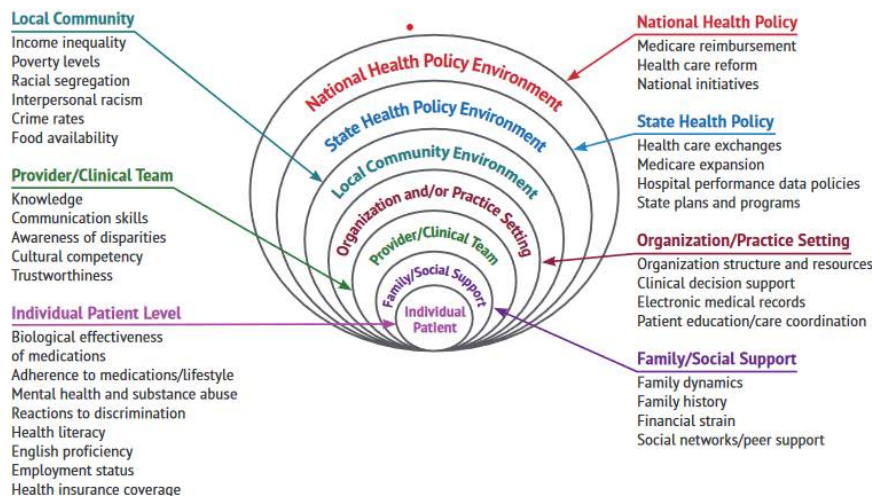 Local Community
Income inequality
Poverty levels
Racial segregation
Interpersonal racism
Crime rates
Food availability
Provider/Clinical Team
Knowledge
Communication skills
Awareness of disparities
Cultural competency
Trustworthiness
Individual Patient Level
Biological effectiveness
of medications
Adherence to medications/lifestyle
Mental health and substance abuse
Reactions to discrimination
Health literacy
English proficiency
Employment status
Health insurance coverage
National Health Policy Environment
State Health Policy Environment
Local Community Environment
Organization and/or Practice Setting
Provider/Clinical Team
Family/Social Support
Individual
Patient
National Health Policy
Medicare reimbursement
Health care reform
National initiatives
State Health Policy
Health care exchanges
Medicare expansion
Hospital performance data policies
State plans and programs
Organization/Practice Setting
Organization structure and resources
Clinical decision support
Electronic medical records
Patient education/care coordination
Family/Social Support
Family dynamics
Family history
Financial strain
Social networks/peer support